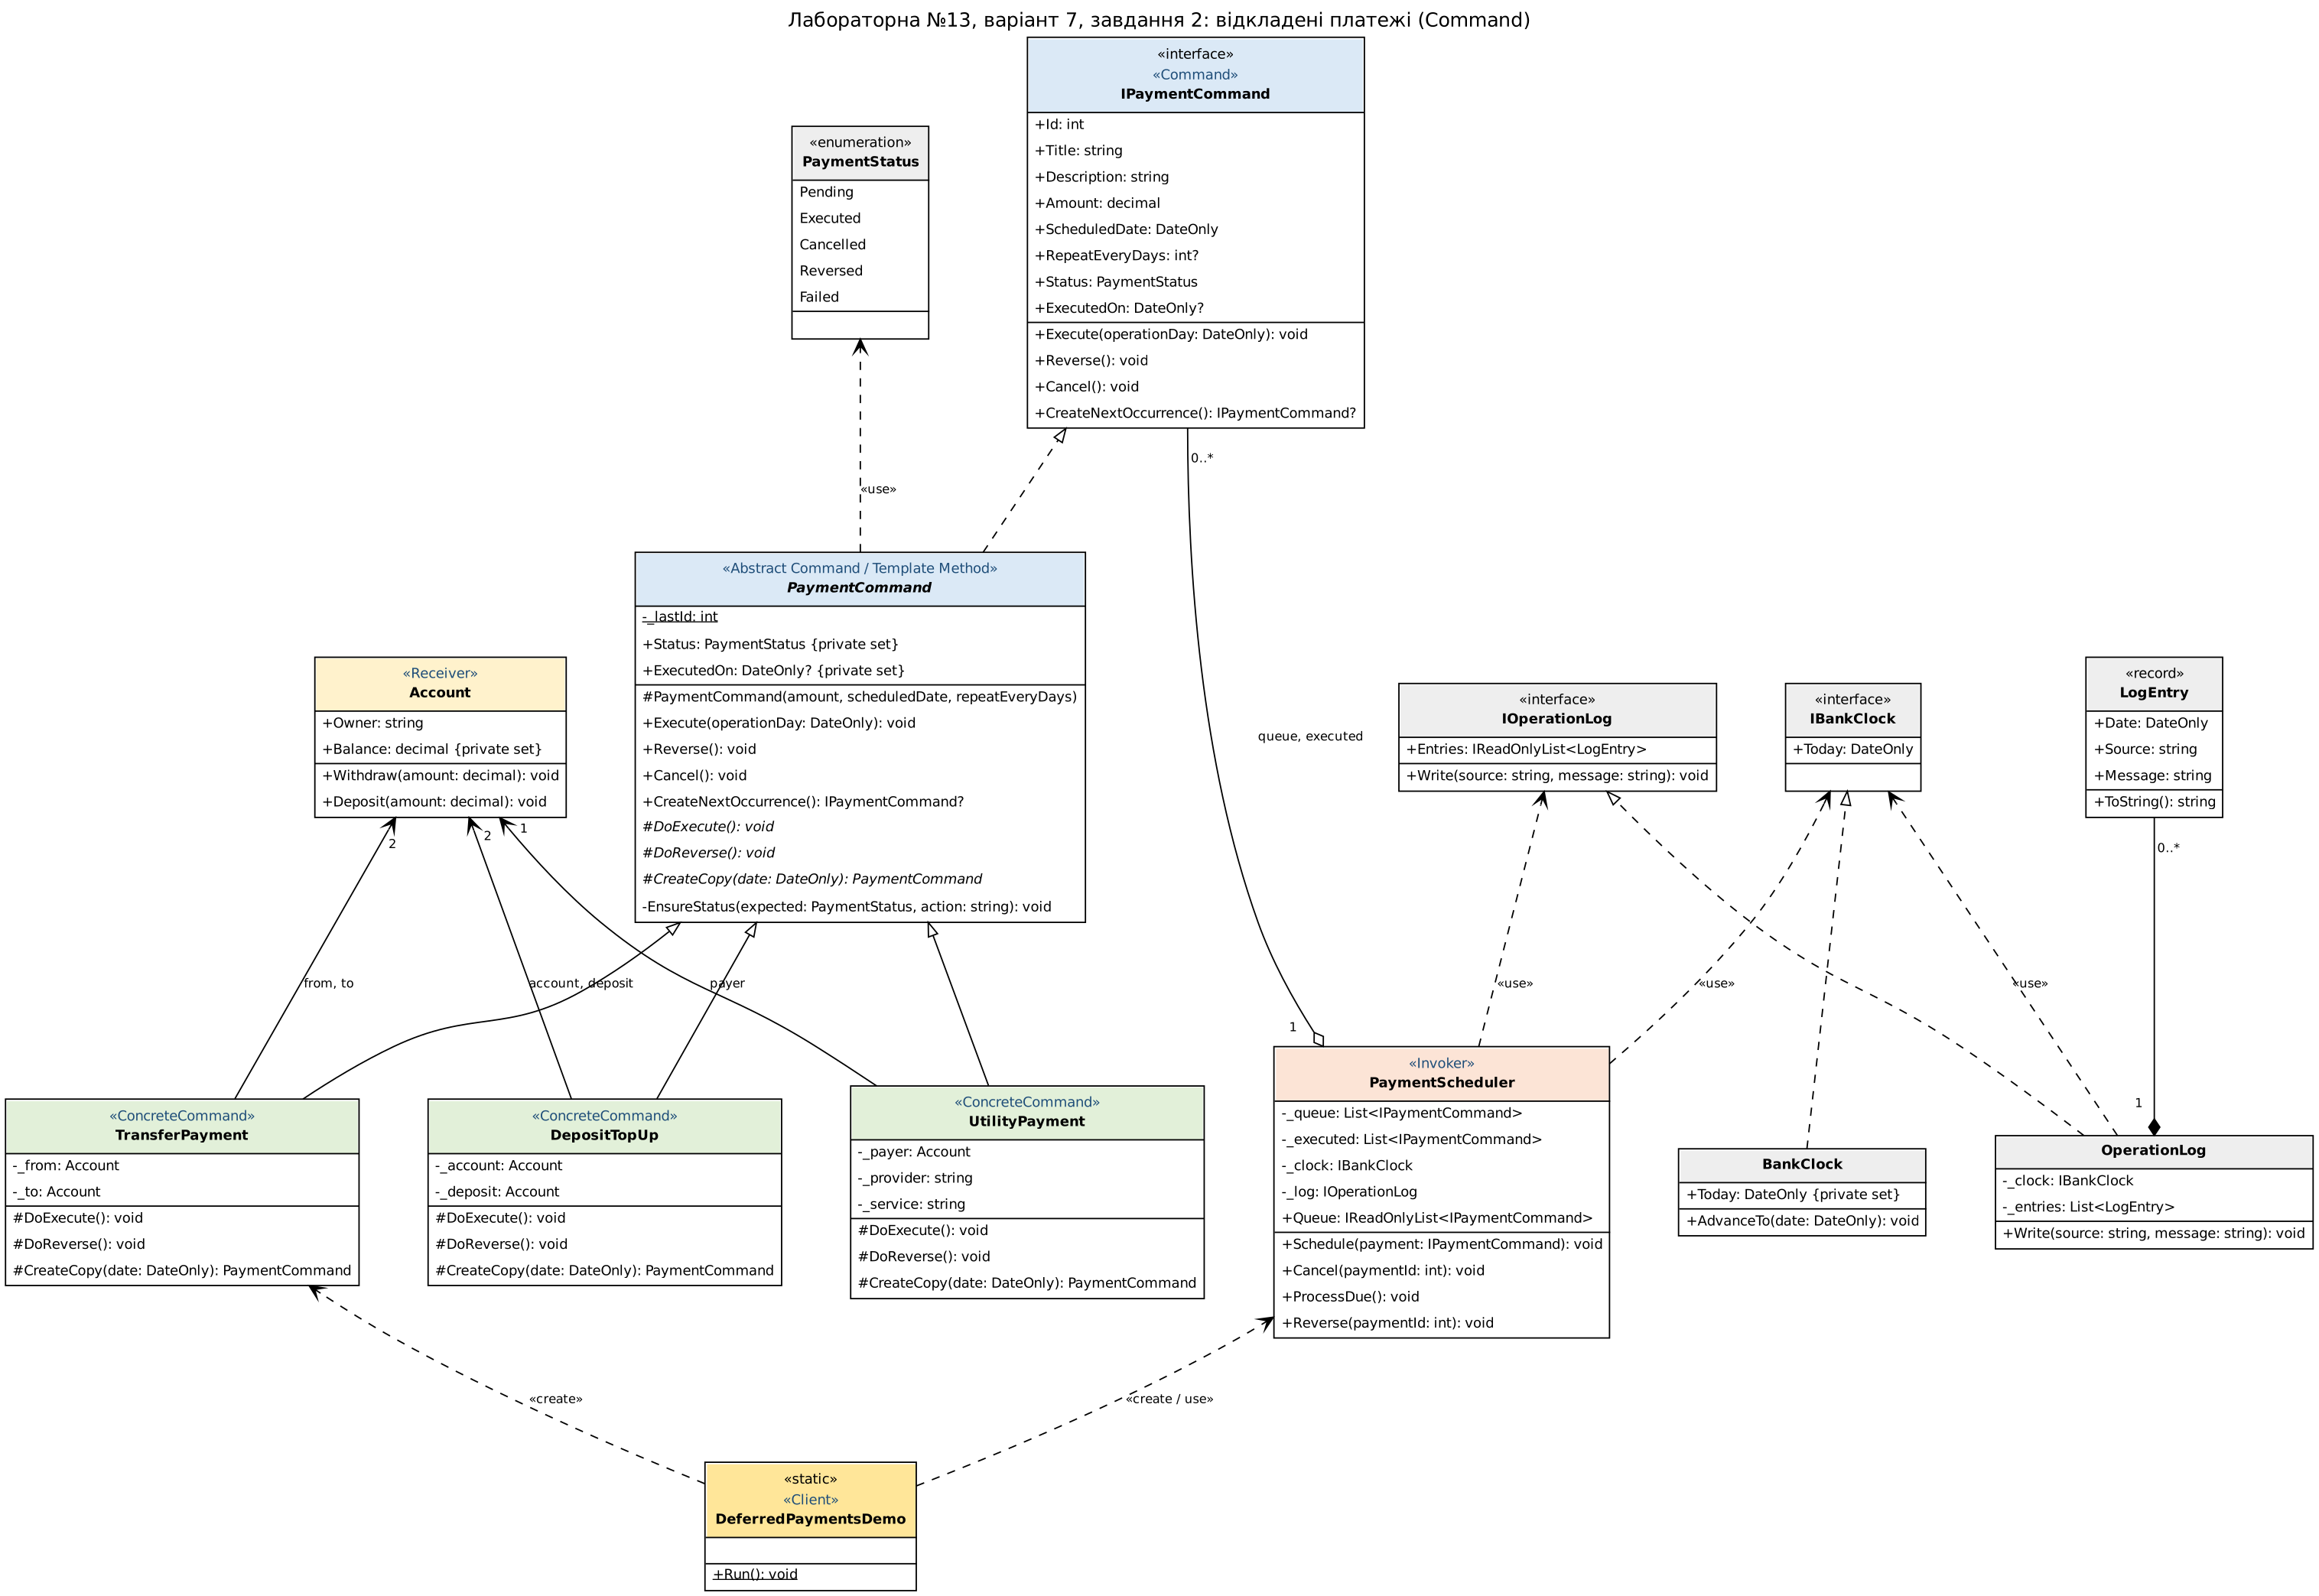 Лабораторна №13, варіант 7, завдання 2: відкладені платежі (Command)
«interface»
«Command»
IPaymentCommand
+Id: int
+Title: string
+Description: string
+Amount: decimal
+ScheduledDate: DateOnly
+RepeatEveryDays: int?
+Status: PaymentStatus
+ExecutedOn: DateOnly?
+Execute(operationDay: DateOnly): void
+Reverse(): void
+Cancel(): void
+CreateNextOccurrence(): IPaymentCommand?
«enumeration»
PaymentStatus
Pending
Executed
Cancelled
Reversed
Failed
0..*
«use»
«Abstract Command / Template Method»
PaymentCommand
-_lastId: int
+Status: PaymentStatus {private set}
+ExecutedOn: DateOnly? {private set}
#PaymentCommand(amount, scheduledDate, repeatEveryDays)
+Execute(operationDay: DateOnly): void
+Reverse(): void
+Cancel(): void
+CreateNextOccurrence(): IPaymentCommand?
#DoExecute(): void
#DoReverse(): void
#CreateCopy(date: DateOnly): PaymentCommand
-EnsureStatus(expected: PaymentStatus, action: string): void
«Receiver»
Account
+Owner: string
+Balance: decimal {private set}
+Withdraw(amount: decimal): void
+Deposit(amount: decimal): void
queue, executed
«interface»
IOperationLog
+Entries: IReadOnlyList<LogEntry>
+Write(source: string, message: string): void
«interface»
IBankClock
+Today: DateOnly
«record»
LogEntry
+Date: DateOnly
+Source: string
+Message: string
+ToString(): string
2
2
1
0..*
from, to
account, deposit
payer
«use»
«use»
«use»
1
1
«ConcreteCommand»
TransferPayment
-_from: Account
-_to: Account
#DoExecute(): void
#DoReverse(): void
#CreateCopy(date: DateOnly): PaymentCommand
«ConcreteCommand»
DepositTopUp
-_account: Account
-_deposit: Account
#DoExecute(): void
#DoReverse(): void
#CreateCopy(date: DateOnly): PaymentCommand
«ConcreteCommand»
UtilityPayment
-_payer: Account
-_provider: string
-_service: string
#DoExecute(): void
#DoReverse(): void
#CreateCopy(date: DateOnly): PaymentCommand
«Invoker»
PaymentScheduler
-_queue: List<IPaymentCommand>
-_executed: List<IPaymentCommand>
-_clock: IBankClock
-_log: IOperationLog
+Queue: IReadOnlyList<IPaymentCommand>
+Schedule(payment: IPaymentCommand): void
+Cancel(paymentId: int): void
+ProcessDue(): void
+Reverse(paymentId: int): void
BankClock
+Today: DateOnly {private set}
+AdvanceTo(date: DateOnly): void
OperationLog
-_clock: IBankClock
-_entries: List<LogEntry>
+Write(source: string, message: string): void
«create»
«create / use»
«static»
«Client»
DeferredPaymentsDemo
+Run(): void